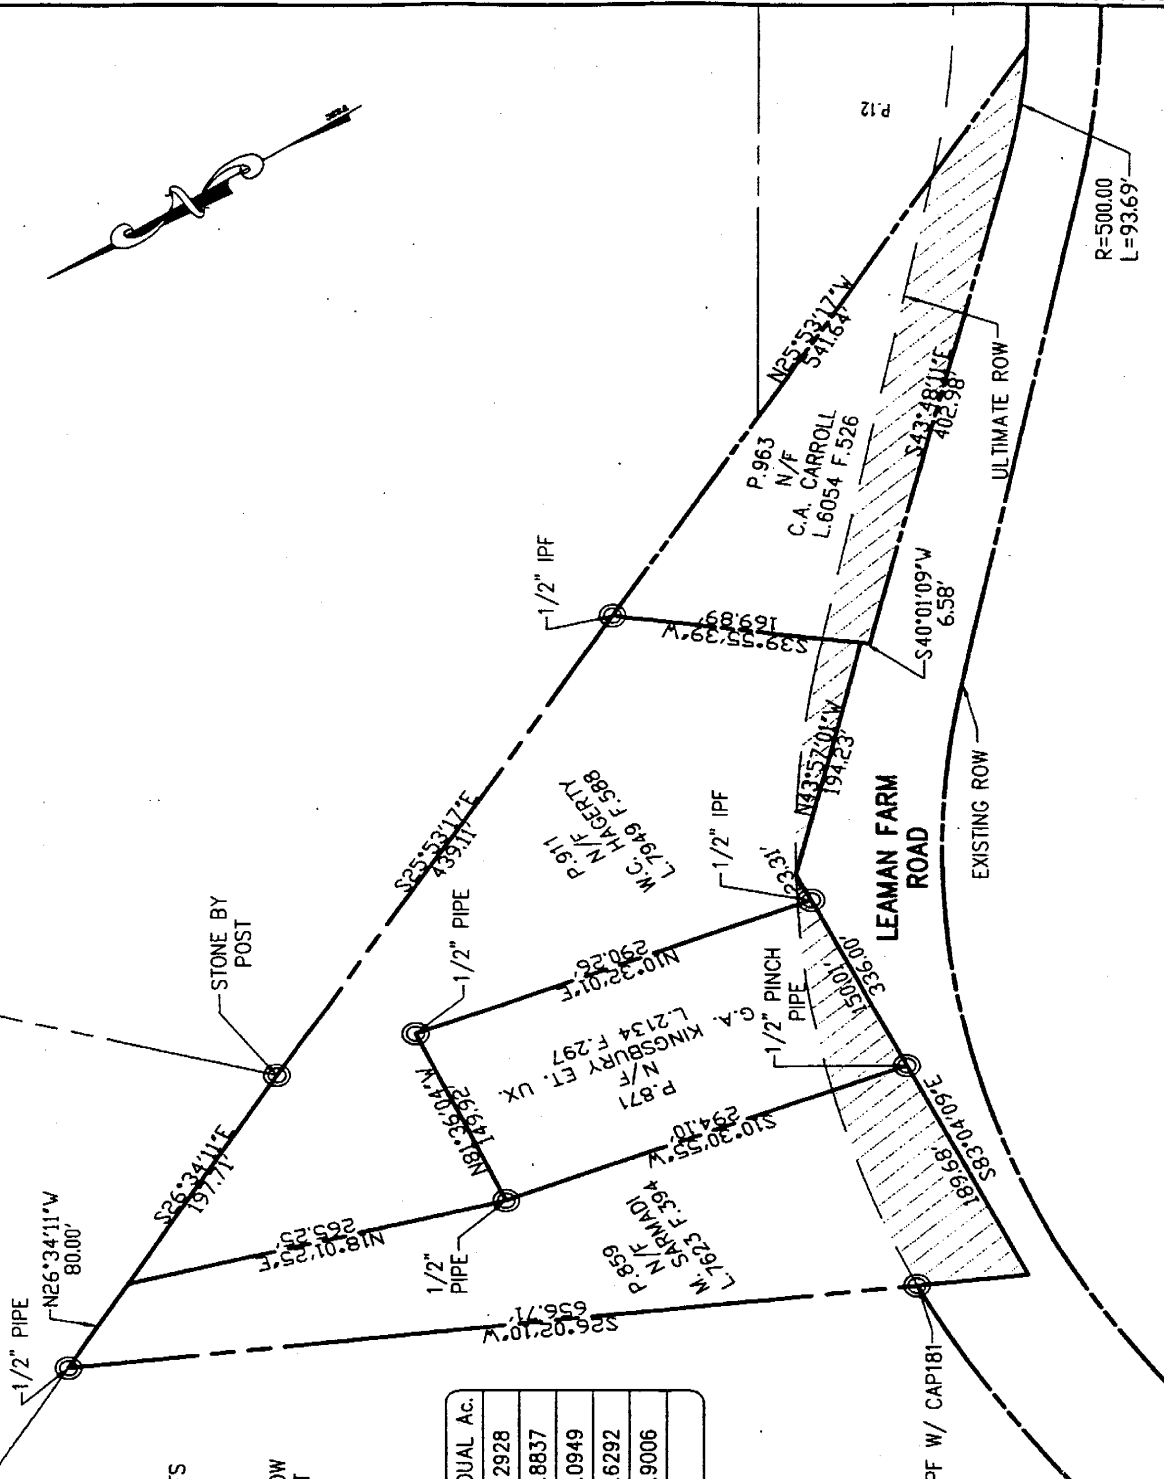 P.12
R=500.00
L=93.69'
N25°53'17"W
541.64'
P.963
N/F
C.A. CARROLL
L.6054 F.526
S43°48'11"E
402.98'
ULTIMATE ROW
1/2" IPF
S39°55'39"W
169.89'
S40°01'09"W
6.58'
N43°57'01"W
194.23'
S25°53'17"E
439.11'
P.911
N/F
W.C. HAGERTY
L.7949 F.588
1/2" IPF
23.31'
LEAMAN FARM
ROAD
EXISTING ROW
STONE BY
POST
1/2" PIPE
N10°32'01"E
290.26'
150.01'
336.00'
1/2" PINCH
PIPE
P.871
N/F
G.A. KINGSBURY ET. UX.
L.2134 F.297
N81°36'04"W
149.92'
S10°30'55"W
294.10'
S83°04'09"E
189.68'
S26°34'11"E
197.71'
N26°34'11"W
80.00'
1/2" PIPE
N18°01'25"E
265.25'
1/2"
PIPE
P.859
N/F
M. SARMADI
L.7623 F.394
S26°02'10"W
656.71'
PF W/ CAP181
DUAL Ac.
2928
.8837
.0949
.6292
.9006
TS
OW
T